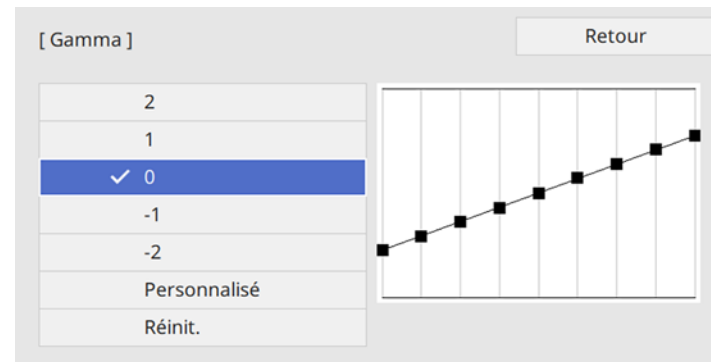 [ Gamma ]
Retour
2
1
0
-1
-2
Personnalisé
Réinit.